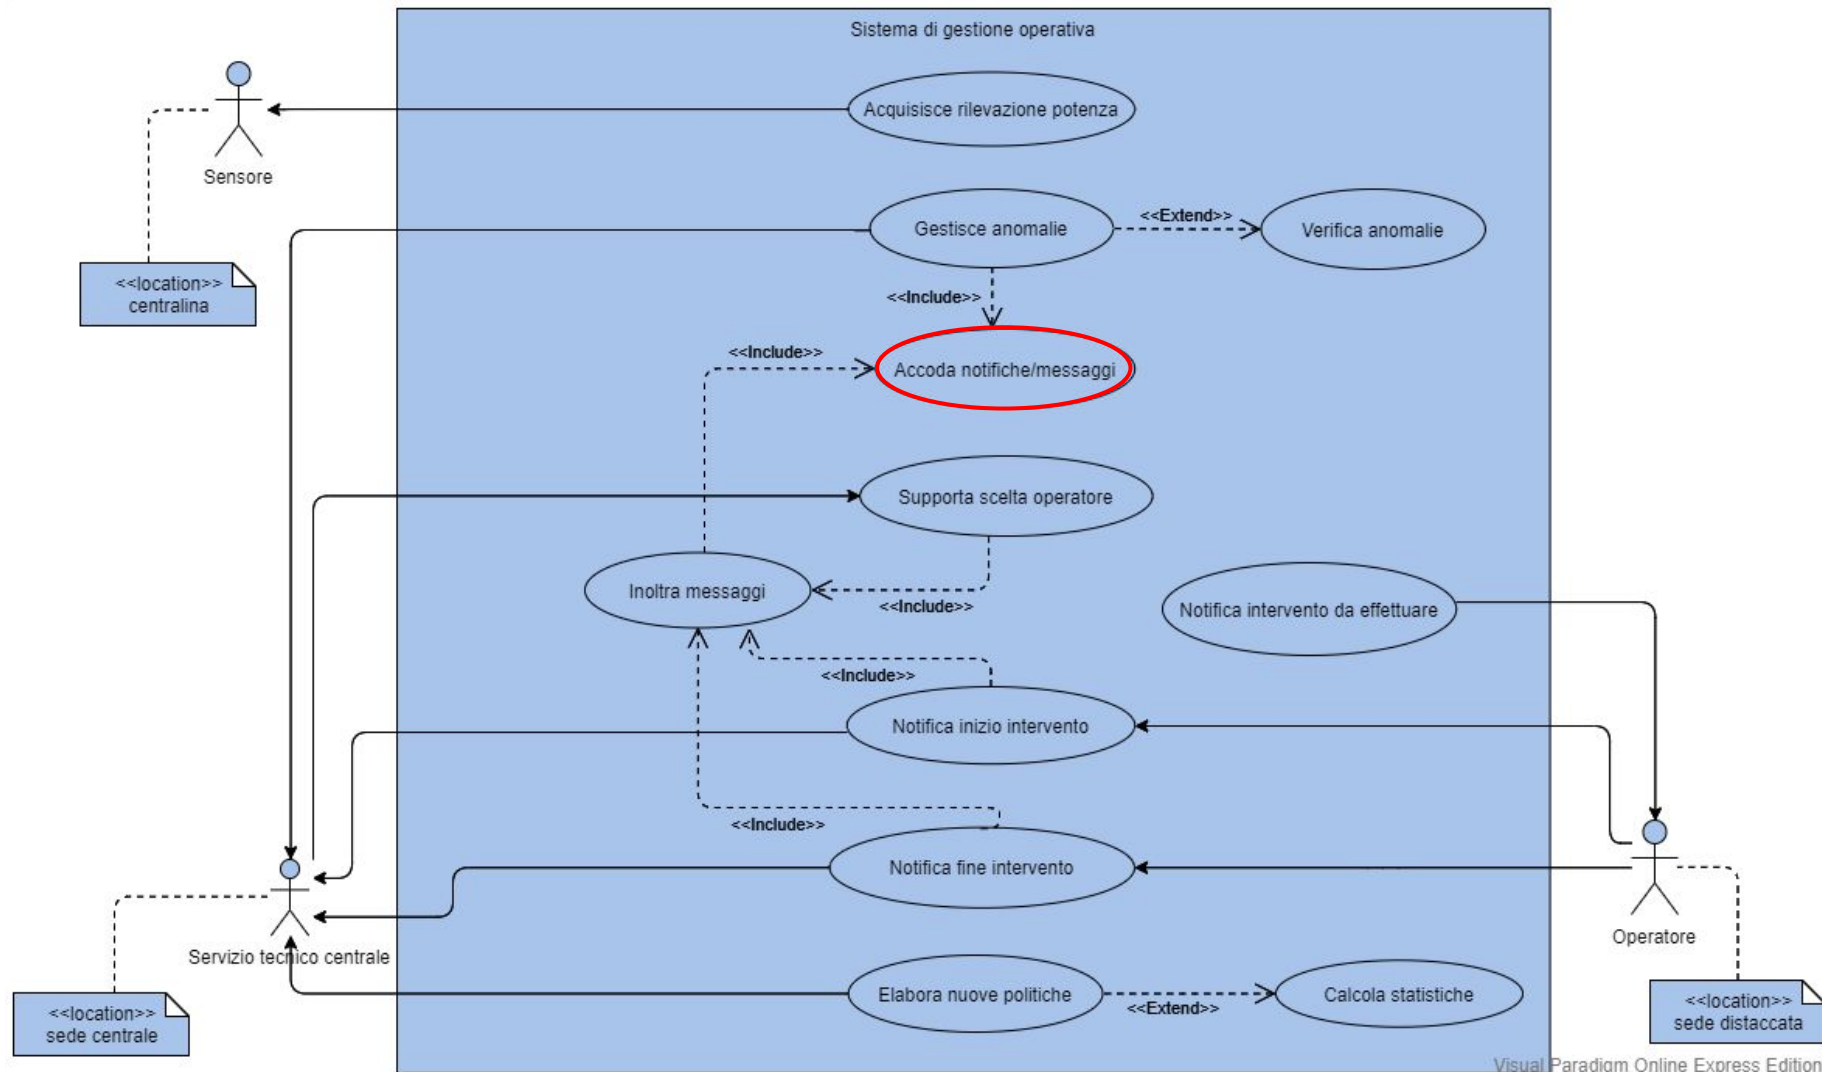 Sistema di gestione operativa
Acquisisce rilevazione potenza
Sensore
Gestisce anomalie
<<Extend>>
Verifica anomalie
<<location>>
centralina
<<Include>>
<<Include>>
Accoda notifiche/messaggi
Supporta scelta operatore
Inoltra messaggi
<<Include>>
Notifica intervento da effettuare
<<Include>>
Notifica inizio intervento
<<Include>>
Notifica fine intervento
Servizio tecnico centrale
Operatore
Elabora nuove politiche
<<Extend>>
Calcola statistiche
<<location>>
sede centrale
<<location>>
sede distaccata
Visual Paradigm Online Express Edition